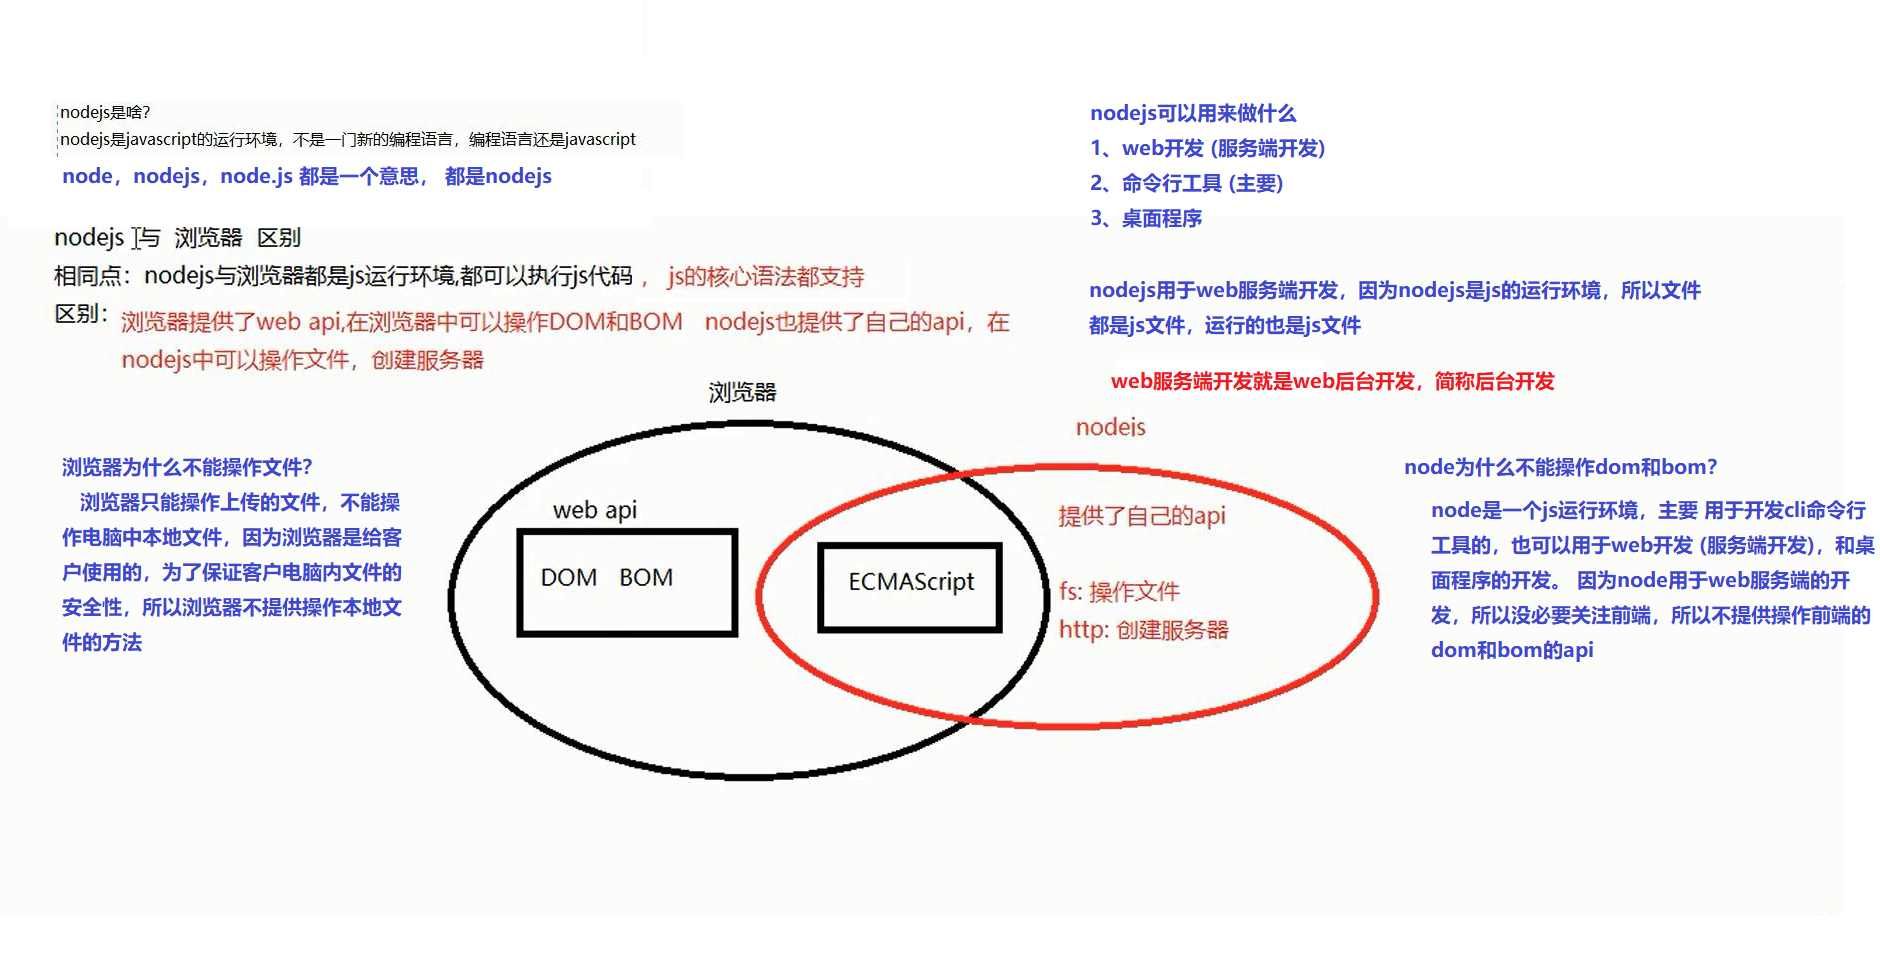 nodejs是啥?
nodejs是javascript的运行环境，不是一门新的编程语言，编程语言还是javascript
node，nodejs，node.js 都是一个意思， 都是nodejs
nodejs 与 浏览器 区别
相同点：nodejs与浏览器都是js运行环境,都可以执行js代码 ， js的核心语法都支持
区别：
浏览器提供了web api,在浏览器中可以操作DOM和BOM nodejs也提供了自己的api，在
nodejs中可以操作文件，创建服务器
nodejs可以用来做什么
1、web开发 (服务端开发)
2、命令行工具 (主要)
3、桌面程序
nodejs用于web服务端开发，因为nodejs是js的运行环境，所以文件
都是js文件，运行的也是js文件
web服务端开发就是web后台开发，简称后台开发
浏览器
nodejs
浏览器为什么不能操作文件?
浏览器只能操作上传的文件，不能操
作电脑中本地文件，因为浏览器是给客
户使用的，为了保证客户电脑内文件的
安全性，所以浏览器不提供操作本地文
件的方法
web api
DOM BOM
ECMAScript
提供了自己的api
fs: 操作文件
http: 创建服务器
node为什么不能操作dom和bom?
node是一个js运行环境，主要 用于开发cli命令行
工具的，也可以用于web开发 (服务端开发)，和桌
面程序的开发。 因为node用于web服务端的开
发，所以没必要关注前端，所以不提供操作前端的
dom和bom的api